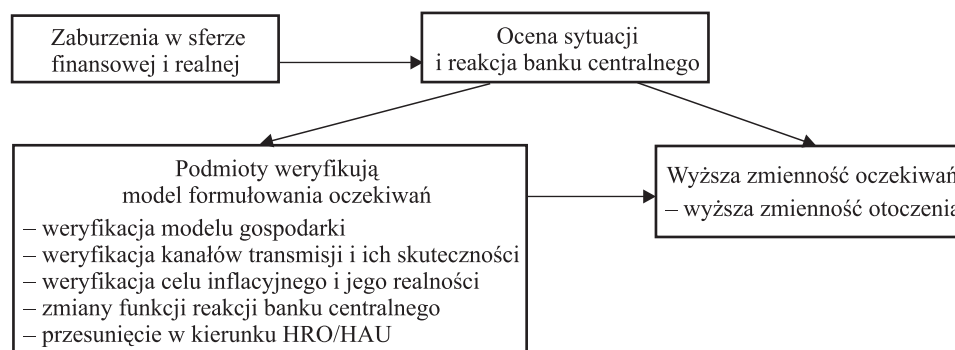 Zaburzenia w sferze
finansowej i realnej
Ocena sytuacji
i reakcja banku centralnego
Podmioty weryfikują
model formułowania oczekiwań
– weryfikacja modelu gospodarki
– weryfikacja kanałów transmisji i ich skuteczności
– weryfikacja celu inflacyjnego i jego realności
– zmiany funkcji reakcji banku centralnego
– przesunięcie w kierunku HRO/HAU
Wyższa zmienność oczekiwań
– wyższa zmienność otoczenia